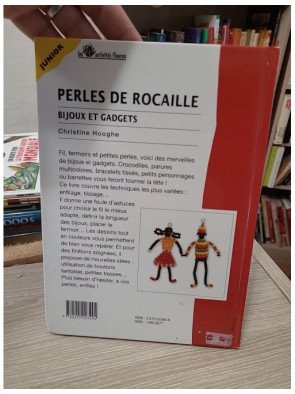 JUNIOR
les activités fleurus
PERLES DE ROCAILLE
BIJOUX ET GADGETS
Christine Hooghe
Fil, fermoirs et petites perles, voici des merveilles
de bijoux et gadgets. Crocodiles, parures
multicolores, bracelets tissés, petits personnages
ou barrettes vous feront tourner la tête !
Ce livre couvre les techniques les plus variées :
enfilage, tissage...
Il donne une foule d'astuces
pour choisir le fil le mieux
adapté, définir la longueur
des bijoux, placer le
fermoir... Les dessins tout
en couleurs vous permettent
de bien vous repérer. Et pour
des finitions soignées, il
propose de nouvelles idées :
utilisation de boutons
fantaisie, petites tresses...
Plus besoin d'hésiter, à vos
perles, enfilez !
ISBN
ISSN